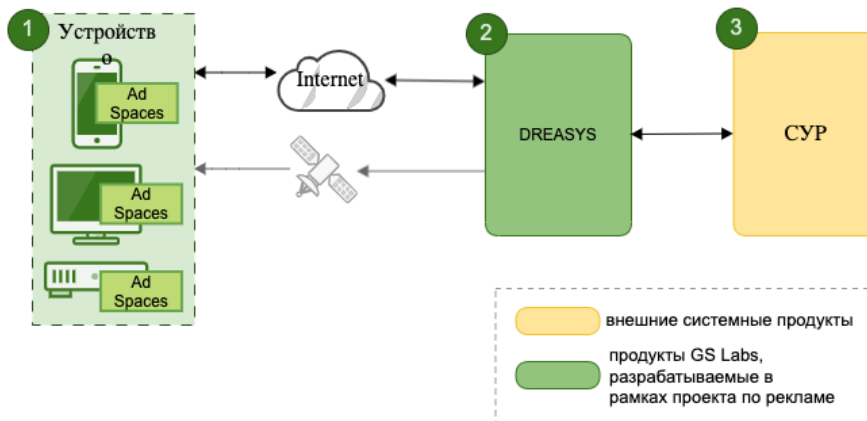 1
Устройств
о
Ad
Spaces
Ad
Spaces
Ad
Spaces
Internet
2
DREASYS
3
СУР
внешние системные продукты
продукты GS Labs,
разрабатываемые в
рамках проекта по рекламе